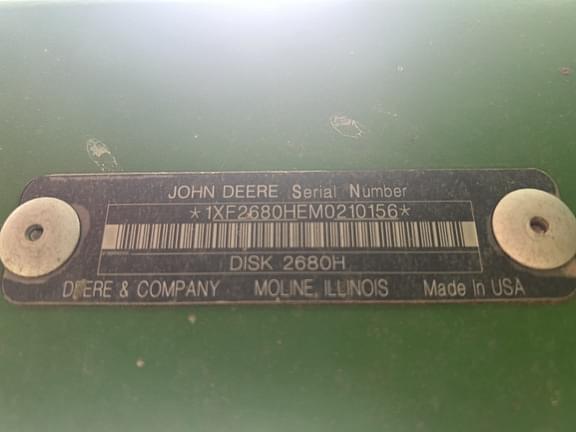 JOHN DEERE Serial Number
*1XF2680HEM0210156*
DISK 2680H
DEERE & COMPANY MOLINE, ILLINOIS Made In USA